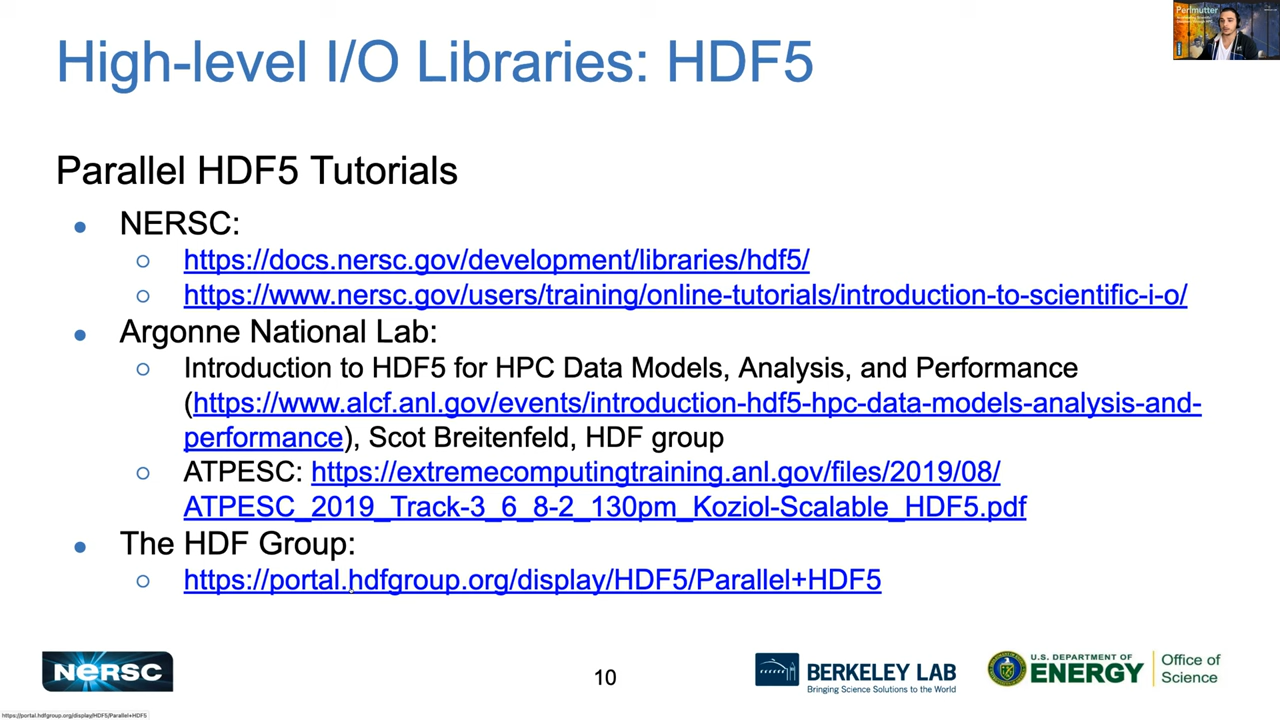 Perlmutter
High-level I/O Libraries: HDF5
Parallel HDF5 Tutorials
● NERSC:
○ https://docs.nersc.gov/development/libraries/hdf5/
○ https://www.nersc.gov/users/training/online-tutorials/introduction-to-scientific-i-o/
● Argonne National Lab:
○ Introduction to HDF5 for HPC Data Models, Analysis, and Performance
(https://www.alcf.anl.gov/events/introduction-hdf5-hpc-data-models-analysis-and-
performance), Scot Breitenfeld, HDF group
○ ATPESC: https://extremecomputingtraining.anl.gov/files/2019/08/
ATPESC_2019_Track-3_6_8-2_130pm_Koziol-Scalable_HDF5.pdf
● The HDF Group:
○ https://portal.hdfgroup.org/display/HDF5/Parallel+HDF5
NERSC
10
BERKELEY LAB
Bringing Science Solutions to the World
U.S. DEPARTMENT OF
ENERGY
Office of
Science
https://portal.hdfgroup.org/display/HDF5/Parallel+HDF5